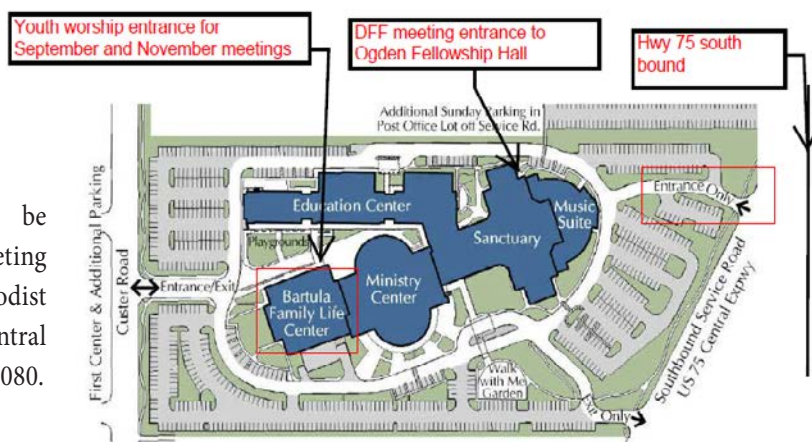 Youth worship entrance for
September and November meetings
DFF meeting entrance to
Ogden Fellowship Hall
Hwy 75 south
bound
Additional Sunday Parking in
Post Office Lot off Service Rd.
Entrance Only
Education Center
Music
Suite
Sanctuary
Playgrounds
Ministry
Center
Entrance/Exit
Bartula
Family Life
Center
Walk
with Me
Garden
Exit Only
Southbound Service Road
US 75 Central Expwy
First Center & Additional Parking
Custer Road
be
eting
odist
ntral
080.